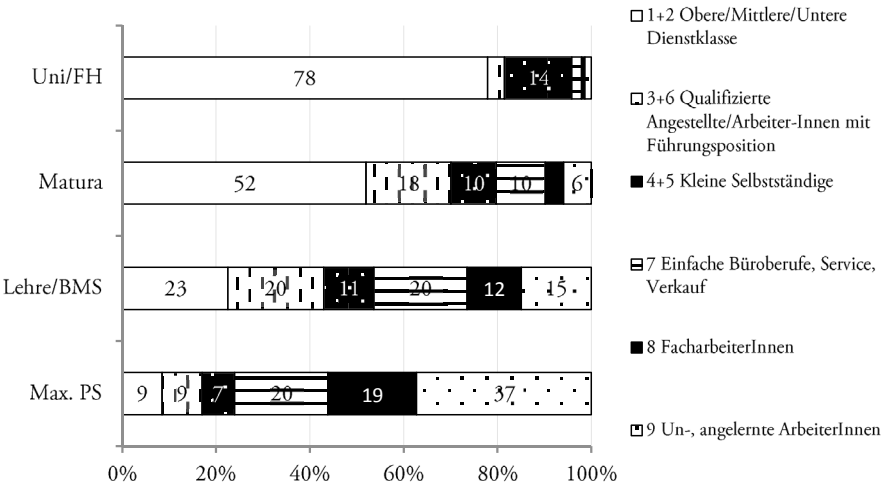 Uni/FH
78
14
Matura
52
18
10
10
6
Lehre/BMS
23
20
11
20
12
15
Max. PS
9
9
7
20
19
37
0%
20%
40%
60%
80%
100%
1+2 Obere/Mittlere/Untere
Dienstklasse
3+6 Qualifizierte
Angestellte/Arbeiter-Innen mit
Führungsposition
4+5 Kleine Selbstständige
7 Einfache Büroberufe, Service,
Verkauf
8 FacharbeiterInnen
9 Un-, angelernte ArbeiterInnen